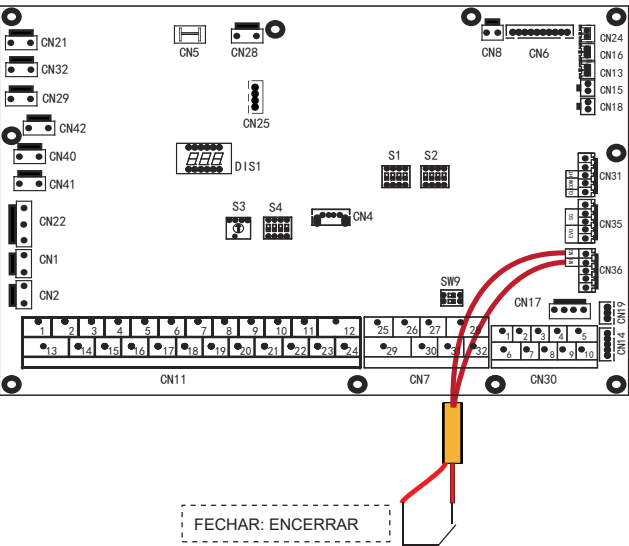 CN21
CN5
CN28
CN8
CN6
CN24
CN16
CN32
CN13
CN15
CN29
CN18
CN25
CN42
CN40
DIS1
S1 S2
CN31
CN41
S3 S4
CN4
CN22
SG
EVU
CN35
M2
M1
CN36
CN1
CN2
SW9
CN17
CN19
CN14
1 2 3 4 5 6 7 8 9 10 11 12
13 14 15 16 17 18 19 20 21 22 23 24
25 26 27 28
29 30 31 32
1 2 3 4 5
6 7 8 9 10
CN11
CN7
CN30
FECHAR: ENCERRAR